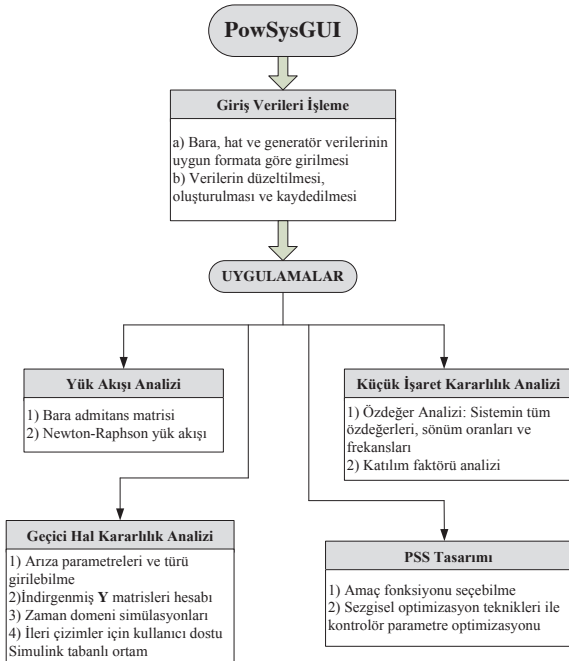 PowSysGUI
Giriş Verileri İşleme
a) Bara, hat ve generatör verilerinin
uygun formata göre girilmesi
b) Verilerin düzeltilmesi,
oluşturulması ve kaydedilmesi
UYGULAMALAR
Yük Akışı Analizi
1) Bara admitans matrisi
2) Newton-Raphson yük akışı
Küçük İşaret Kararlılık Analizi
1) Özdeğer Analizi: Sistemin tüm
özdeğerleri, sönüm oranları ve
frekansları
2) Katılım faktörü analizi
Geçici Hal Kararlılık Analizi
1) Arıza parametreleri ve türü
girilebilme
2)İndirgenmiş Y matrisleri hesabı
3) Zaman domeni simülasyonları
4) İleri çizimler için kullanıcı dostu
Simulink tabanlı ortam
PSS Tasarımı
1) Amaç fonksiyonu seçebilme
2) Sezgisel optimizasyon teknikleri ile
kontrolör parametre optimizasyonu